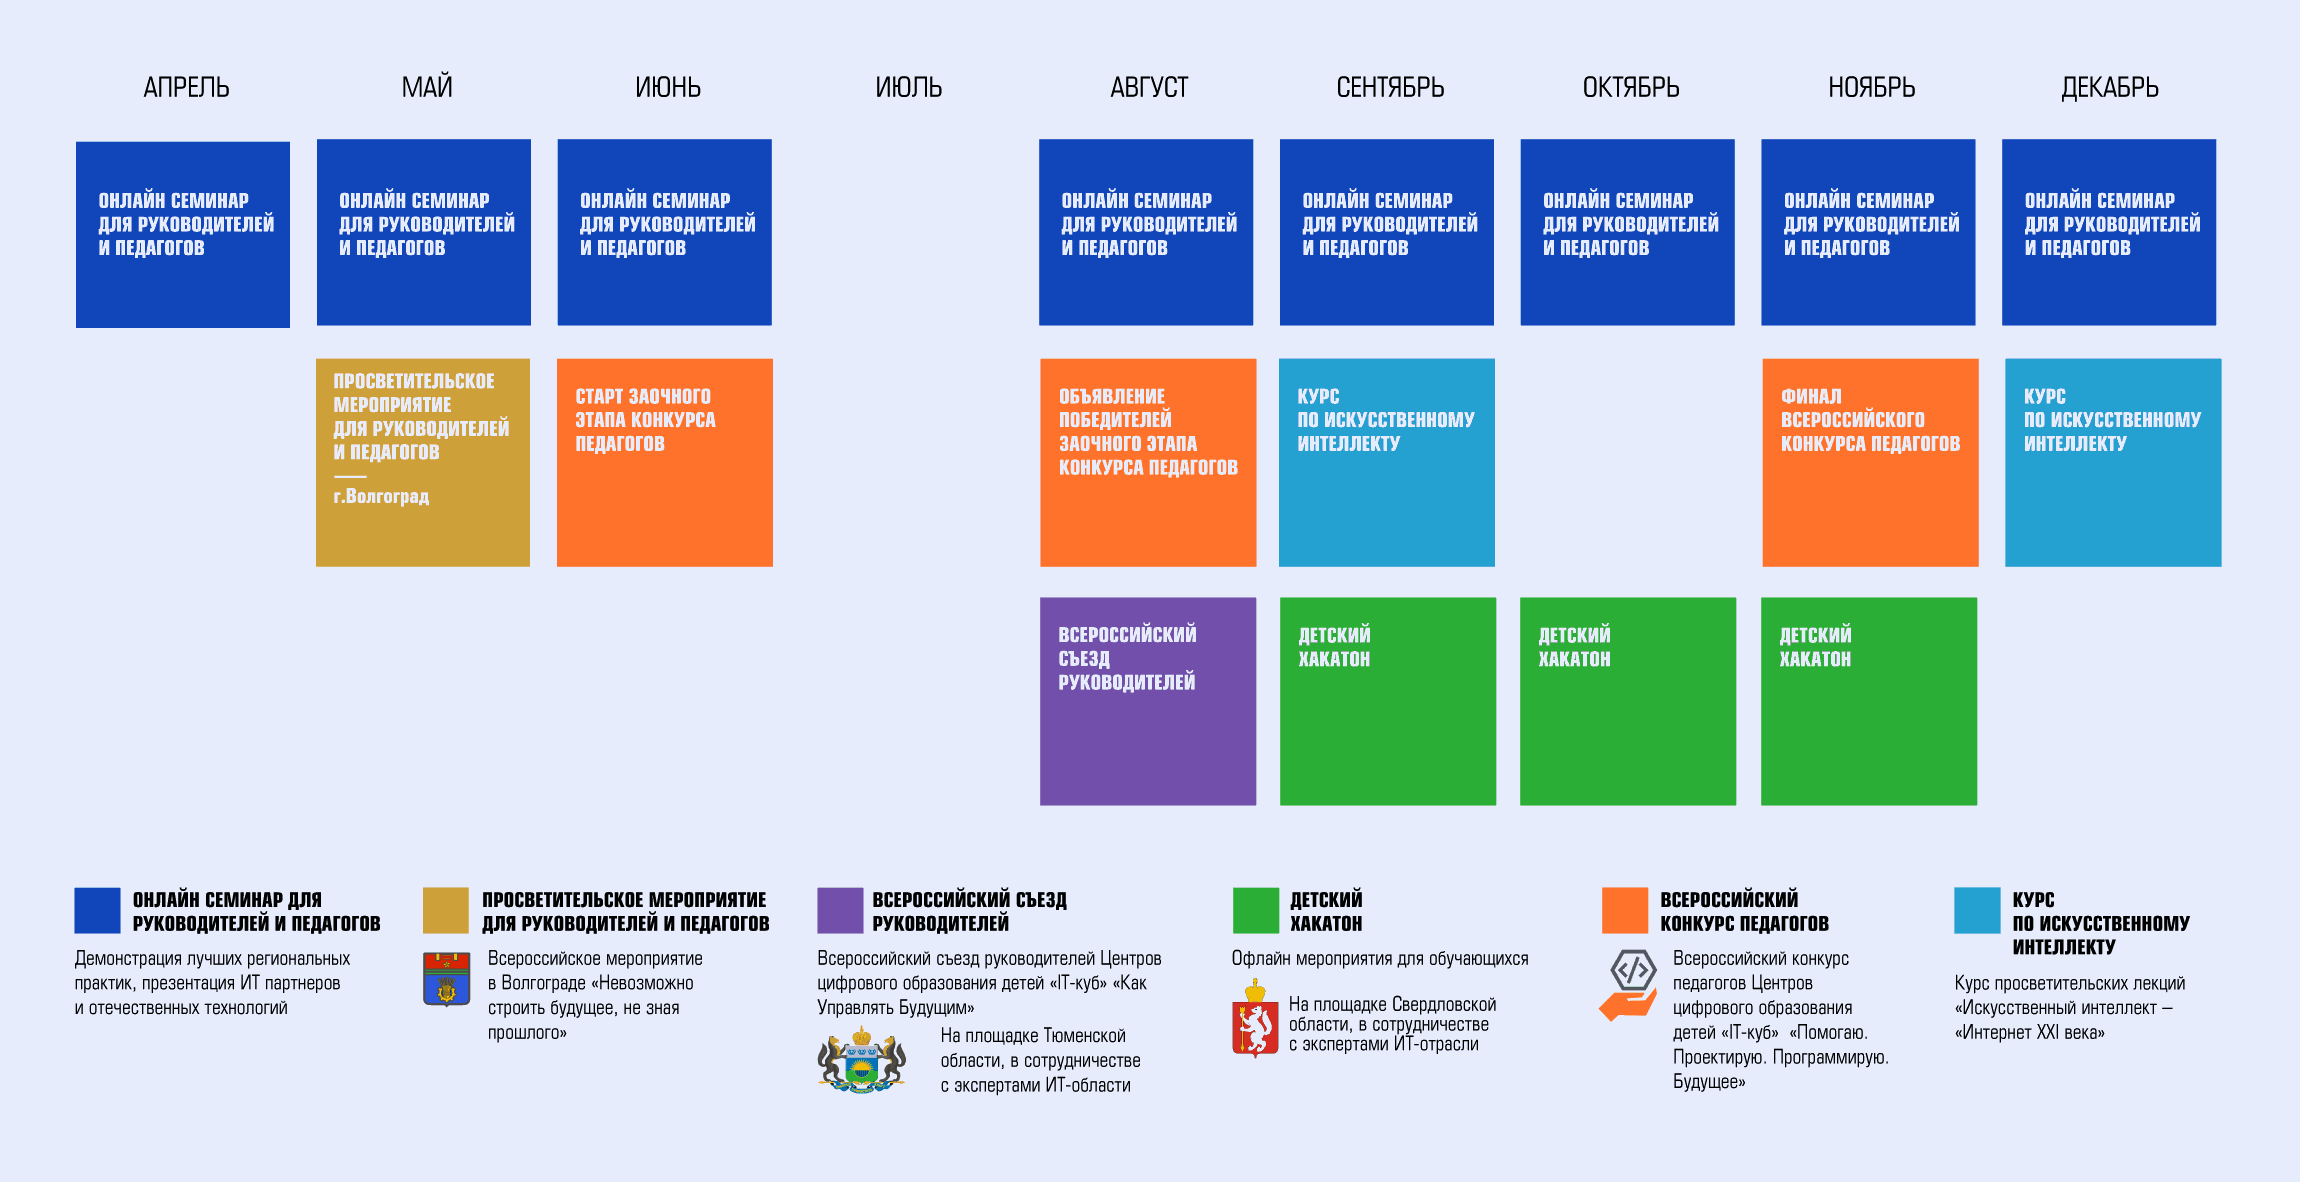 АПРЕЛЬ
МАЙ
ИЮНЬ
ИЮЛЬ
АВГУСТ
СЕНТЯБРЬ
ОКТЯБРЬ
НОЯБРЬ
ДЕКАБРЬ
ОНЛАЙН СЕМИНАР
ДЛЯ РУКОВОДИТЕЛЕЙ
И ПЕДАГОГОВ
ОНЛАЙН СЕМИНАР
ДЛЯ РУКОВОДИТЕЛЕЙ
И ПЕДАГОГОВ
ОНЛАЙН СЕМИНАР
ДЛЯ РУКОВОДИТЕЛЕЙ
И ПЕДАГОГОВ
ОНЛАЙН СЕМИНАР
ДЛЯ РУКОВОДИТЕЛЕЙ
И ПЕДАГОГОВ
ОНЛАЙН СЕМИНАР
ДЛЯ РУКОВОДИТЕЛЕЙ
И ПЕДАГОГОВ
ОНЛАЙН СЕМИНАР
ДЛЯ РУКОВОДИТЕЛЕЙ
И ПЕДАГОГОВ
ОНЛАЙН СЕМИНАР
ДЛЯ РУКОВОДИТЕЛЕЙ
И ПЕДАГОГОВ
ОНЛАЙН СЕМИНАР
ДЛЯ РУКОВОДИТЕЛЕЙ
И ПЕДАГОГОВ
ПРОСВЕТИТЕЛЬСКОЕ
МЕРОПРИЯТИЕ
ДЛЯ РУКОВОДИТЕЛЕЙ
И ПЕДАГОГОВ
г.Волгоград
СТАРТ ЗАОЧНОГО
ЭТАПА КОНКУРСА
ПЕДАГОГОВ
ОБЪЯВЛЕНИЕ
ПОБЕДИТЕЛЕЙ
ЗАОЧНОГО ЭТАПА
КОНКУРСА ПЕДАГОГОВ
КУРС
ПО ИСКУССТВЕННОМУ
ИНТЕЛЛЕКТУ
ФИНАЛ
ВСЕРОССИЙСКОГО
КОНКУРСА ПЕДАГОГОВ
КУРС
ПО ИСКУССТВЕННОМУ
ИНТЕЛЛЕКТУ
ВСЕРОССИЙСКИЙ
СЪЕЗД
РУКОВОДИТЕЛЕЙ
ДЕТСКИЙ
ХАКАТОН
ДЕТСКИЙ
ХАКАТОН
ДЕТСКИЙ
ХАКАТОН
ОНЛАЙН СЕМИНАР ДЛЯ
РУКОВОДИТЕЛЕЙ И ПЕДАГОГОВ
Демонстрация лучших региональных
практик, презентация ИТ партнеров
и отечественных технологий
ПРОСВЕТИТЕЛЬСКОЕ МЕРОПРИЯТИЕ
ДЛЯ РУКОВОДИТЕЛЕЙ И ПЕДАГОГОВ
Всероссийское мероприятие
в Волгограде «Невозможно
строить будущее, не зная
прошлого»
ВСЕРОССИЙСКИЙ СЪЕЗД
РУКОВОДИТЕЛЕЙ
Всероссийский съезд руководителей Центров
цифрового образования детей «IT-куб» «Как
Управлять Будущим»
На площадке Тюменской
области, в сотрудничестве
с экспертами ИТ-области
ДЕТСКИЙ
ХАКАТОН
Офлайн мероприятия для обучающихся
На площадке Свердловской
области, в сотрудничестве
с экспертами ИТ-отрасли
ВСЕРОССИЙСКИЙ
КОНКУРС ПЕДАГОГОВ
Всероссийский конкурс
педагогов Центров
цифрового образования
детей «IT-куб» «Помогаю.
Проектирую. Программирую.
Будущее»
КУРС
ПО ИСКУССТВЕННОМУ
ИНТЕЛЛЕКТУ
Курс просветительских лекций
«Искусственный интеллект –
«Интернет XXI века»